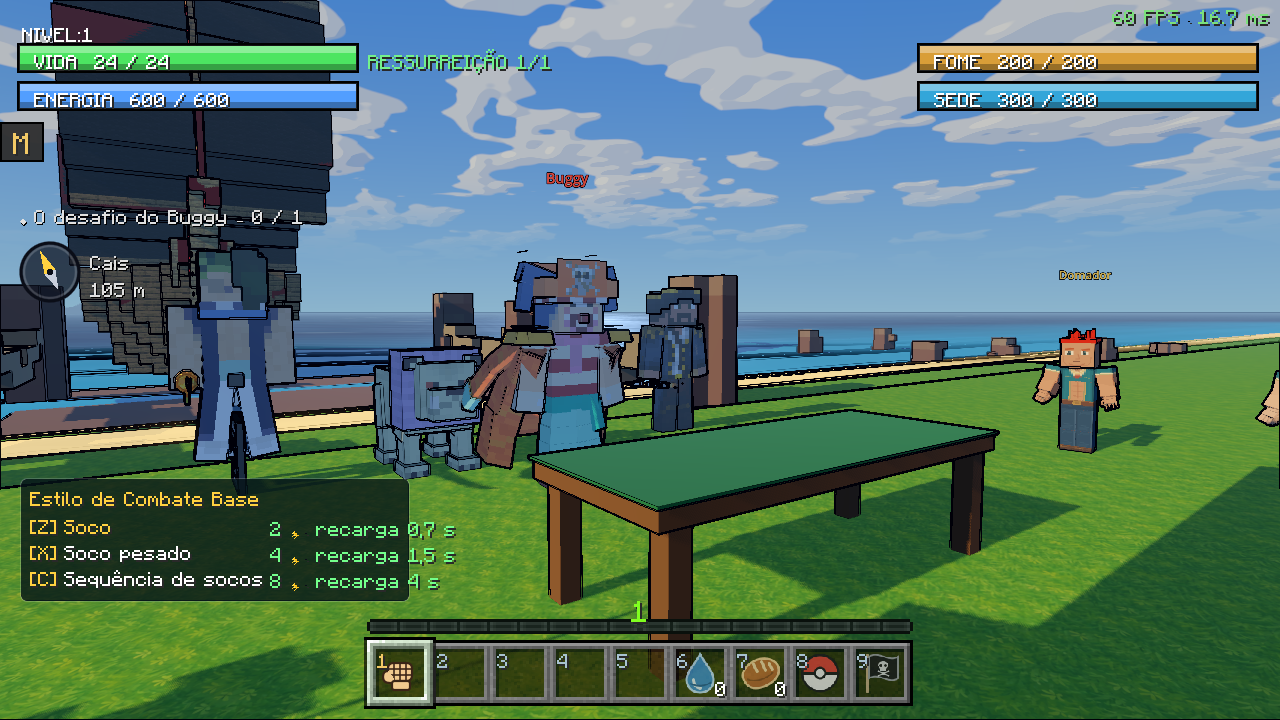 60 FPS · 16.7 ms
NIVEL:1
VIDA 24 / 24
RESSURREIÇÃO 1/1
FOME 200 / 200
ENERGIA 600 / 600
SEDE 300 / 300
M
Buggy
O desafio do Buggy - 0 / 1
Cais
105 m
Domador
Estilo de Combate Base
[Z] Soco 2 recarga 0,7 s
[X] Soco pesado 4 recarga 1,5 s
[C] Sequência de socos 8 recarga 4 s
1
1 2 3 4 5 6 7 8 9
0 0